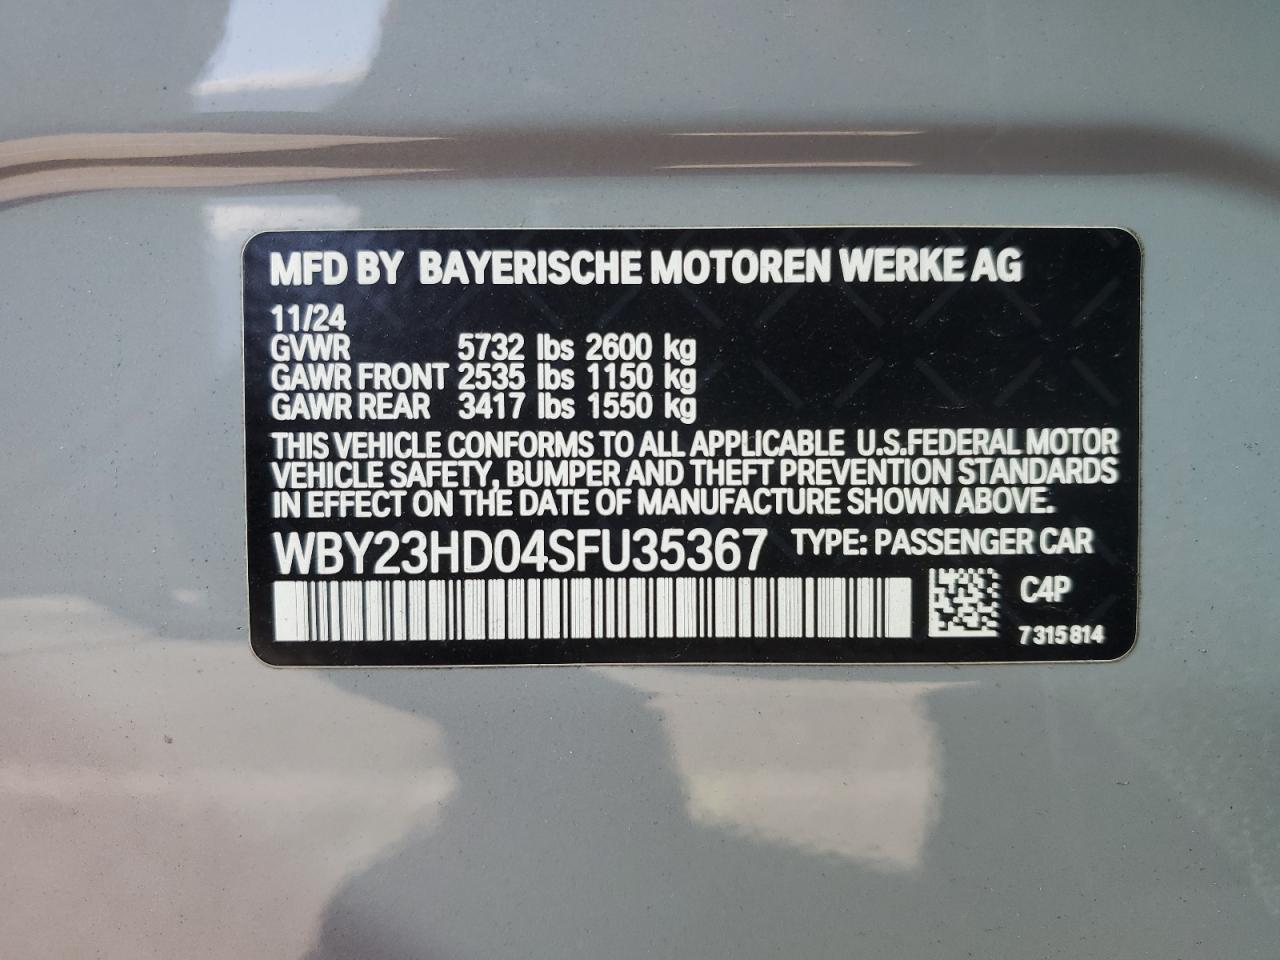 MFD BY BAYERISCHE MOTOREN WERKE AG
11/24
GVWR 5732 lbs 2600 kg
GAWR FRONT 2535 lbs 1150 kg
GAWR REAR 3417 lbs 1550 kg
THIS VEHICLE CONFORMS TO ALL APPLICABLE U.S.FEDERAL MOTOR
VEHICLE SAFETY, BUMPER AND THEFT PREVENTION STANDARDS
IN EFFECT ON THE DATE OF MANUFACTURE SHOWN ABOVE.
WBY23HD04SFU35367 TYPE: PASSENGER CAR
C4P
7 315 814